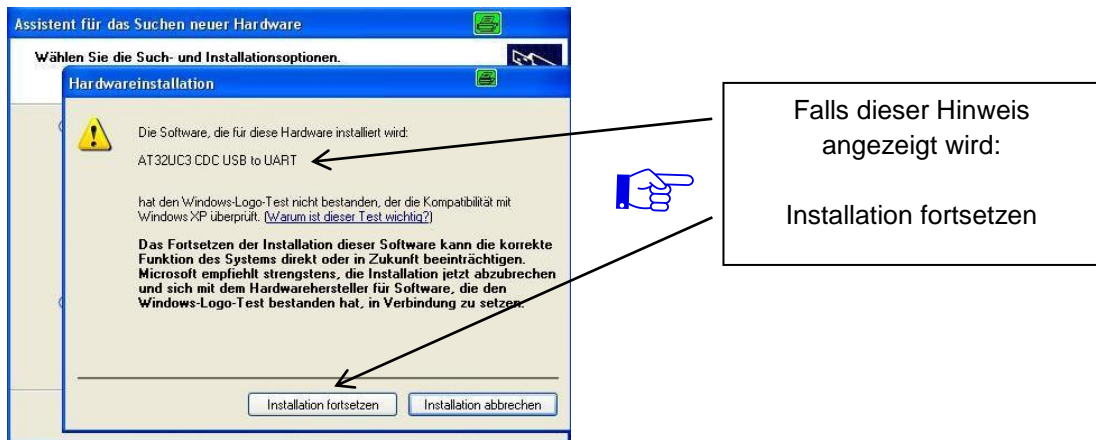 Assistent für das Suchen neuer Hardware
Wählen Sie die Such- und Installationsoptionen.
Hardwareinstallation
Die Software, die für diese Hardware installiert wird:
AT32UC3 CDC USB to UART
hat den Windows-Logo-Test nicht bestanden, der die Kompatibilität mit
Windows XP überprüft. (Warum ist dieser Test wichtig?)
Das Fortsetzen der Installation dieser Software kann die korrekte
Funktion des Systems direkt oder in Zukunft beeinträchtigen.
Microsoft empfiehlt strengstens, die Installation jetzt abzubrechen
und sich mit dem Hardwarehersteller für Software, die den
Windows-Logo-Test bestanden hat, in Verbindung zu setzen.
Installation fortsetzen
Installation abbrechen
Falls dieser Hinweis
angezeigt wird:
Installation fortsetzen